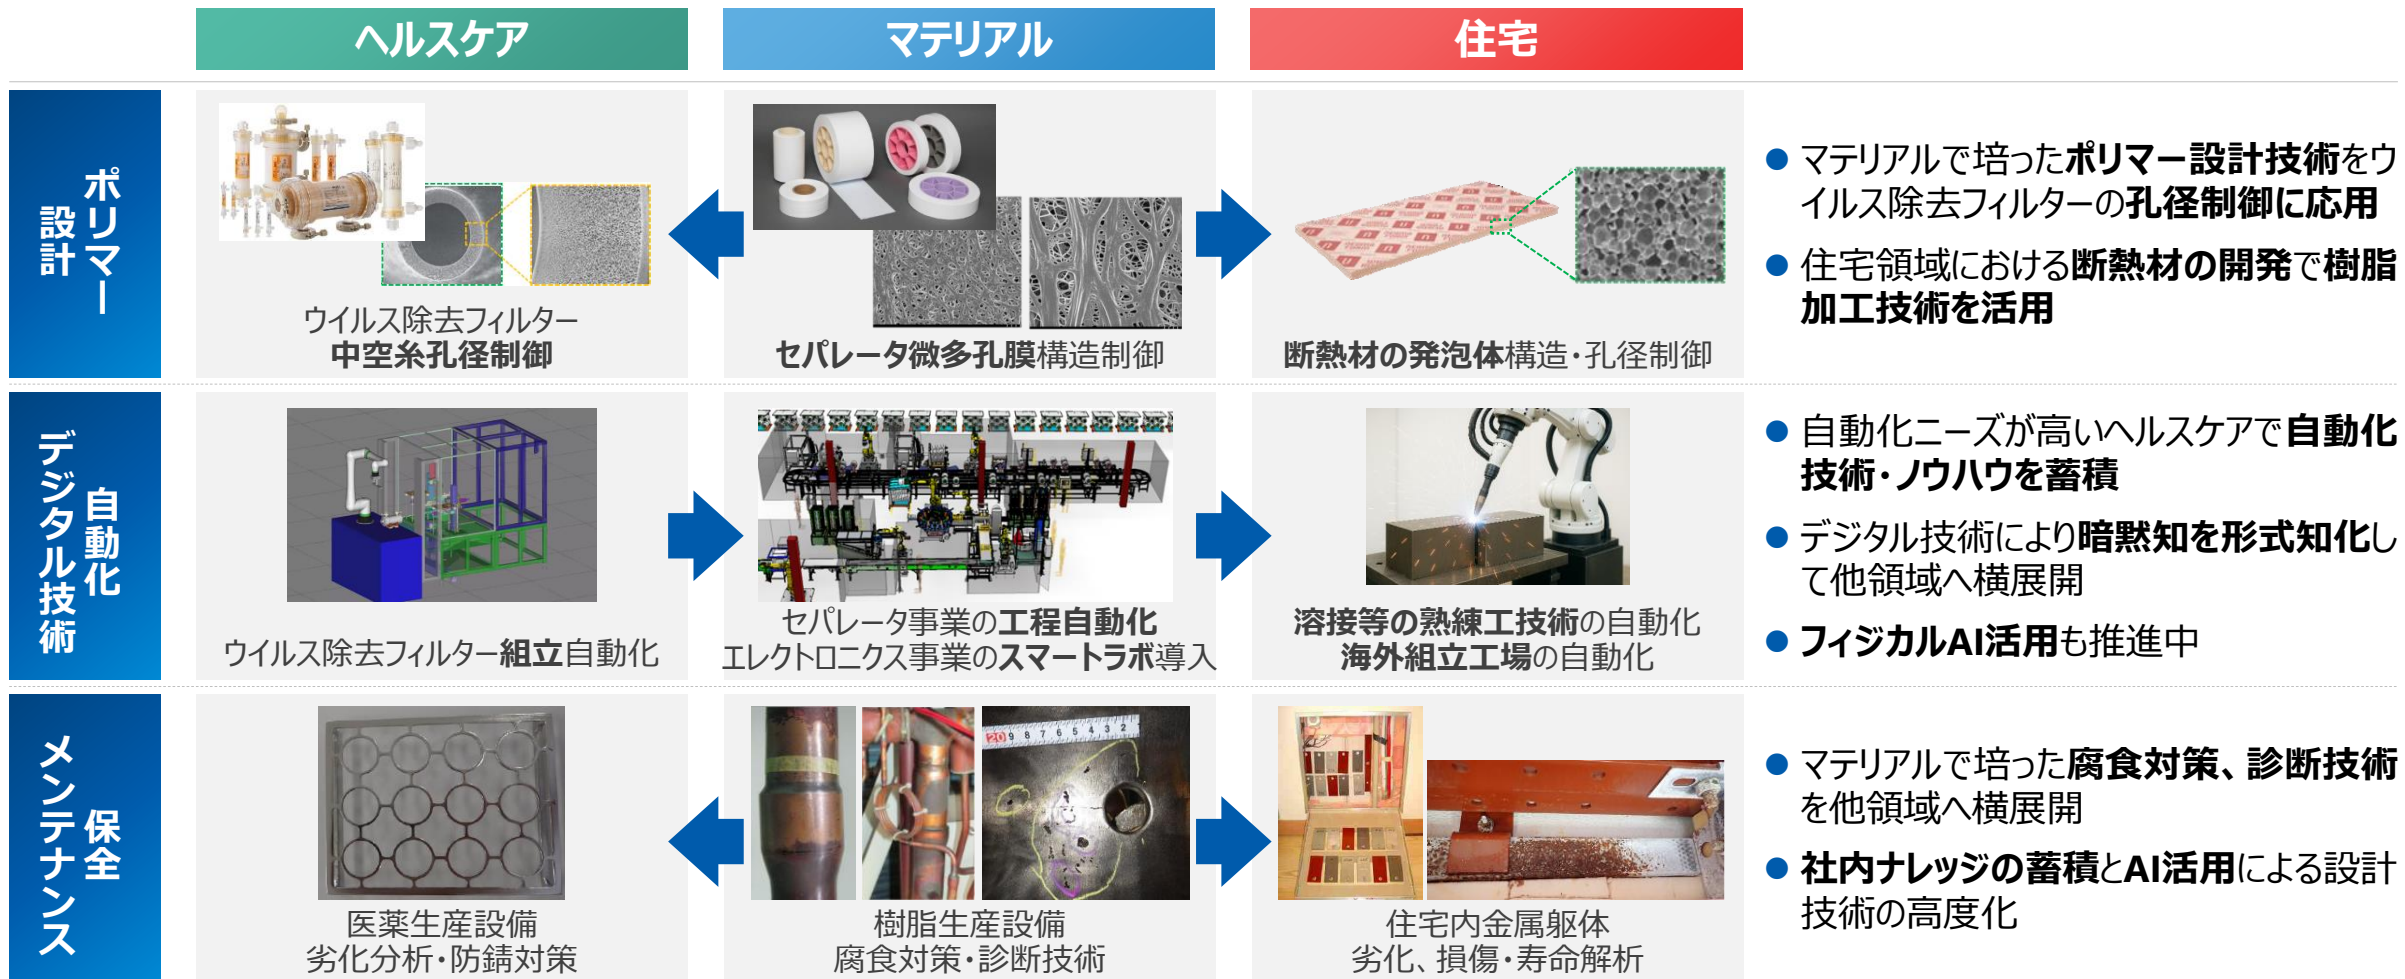 ヘルスケア
マテリアル
住宅
ポリマー
設計
ウイルス除去フィルター
中空糸孔径制御
セパレータ微多孔膜構造制御
断熱材の発泡体構造・孔径制御
● マテリアルで培ったポリマー設計技術をウ
イルス除去フィルターの孔径制御に応用
● 住宅領域における断熱材の開発で樹脂
加工技術を活用
自動化
デジタル技術
ウイルス除去フィルター組立自動化
セパレータ事業の工程自動化
エレクトロニクス事業のスマートラボ導入
溶接等の熟練工技術の自動化
海外組立工場の自動化
● 自動化ニーズが高いヘルスケアで自動化
技術・ノウハウを蓄積
● デジタル技術により暗黙知を形式知化し
て他領域へ横展開
● フィジカルAI活用も推進中
保全
メンテナンス
医薬生産設備
劣化分析・防錆対策
20 9 8 7 6 5 4 3 2
樹脂生産設備
腐食対策・診断技術
住宅内金属躯体
劣化、損傷・寿命解析
● マテリアルで培った腐食対策、診断技術
を他領域へ横展開
● 社内ナレッジの蓄積とAI活用による設計
技術の高度化